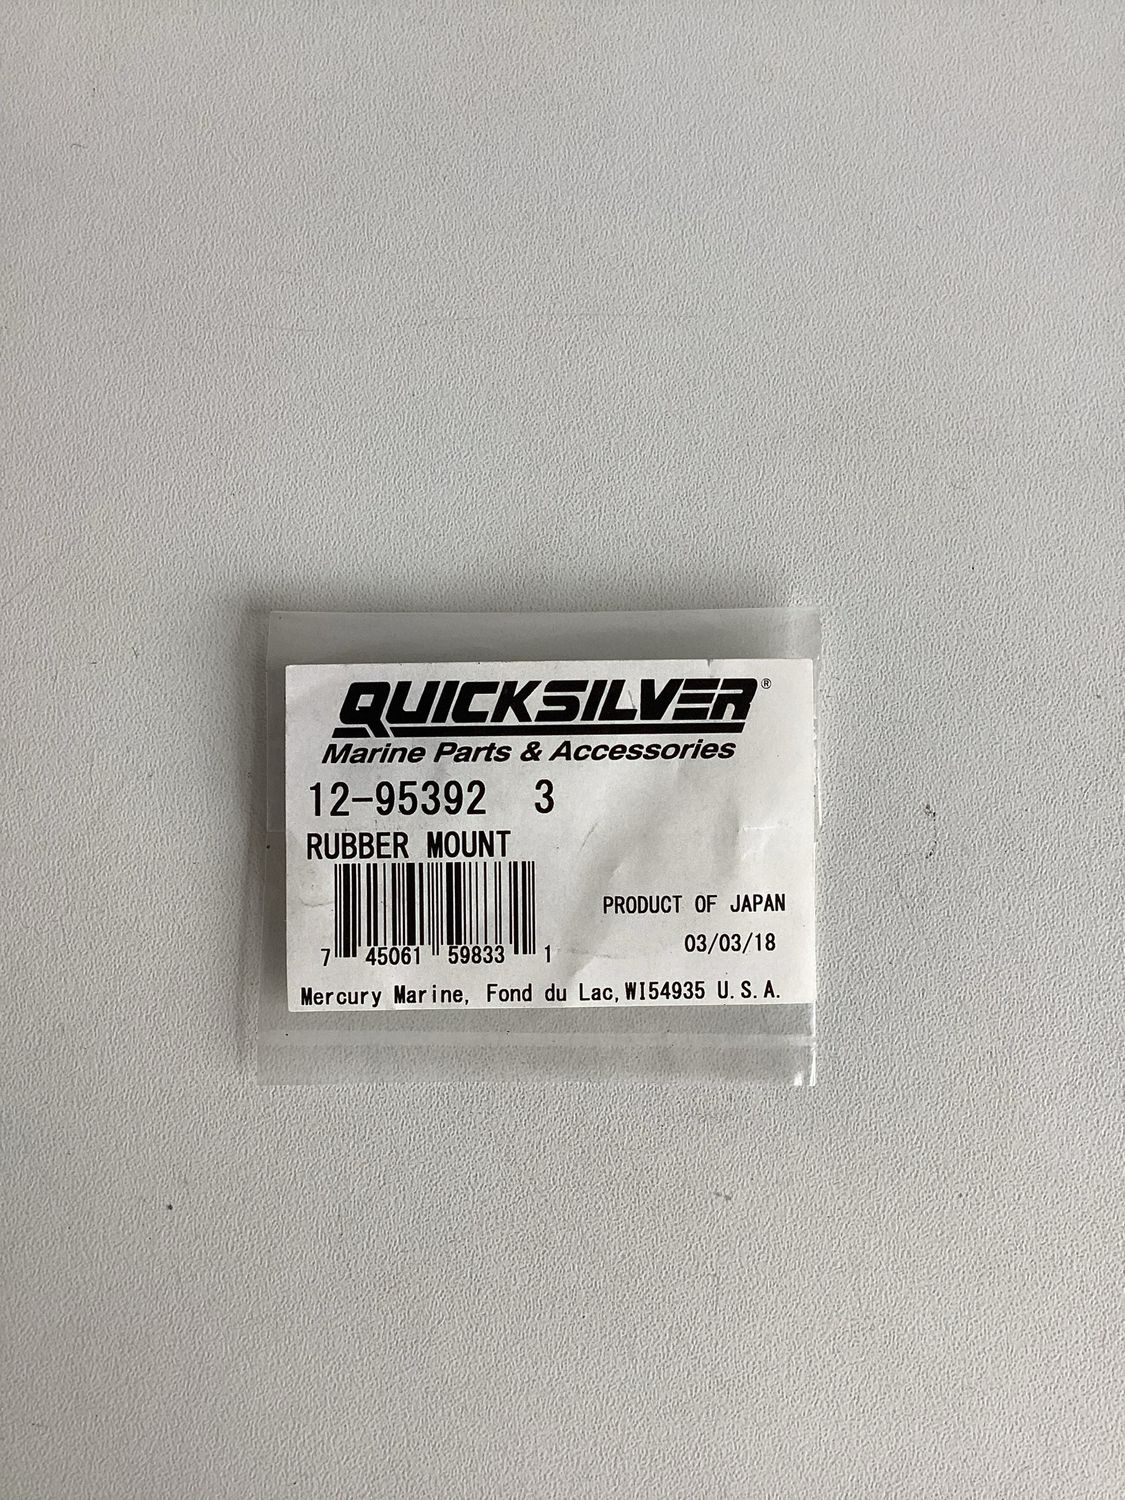 QUICKSILVER®
Marine Parts & Accessories
12-95392 3
RUBBER MOUNT
PRODUCT OF JAPAN
03/03/18
7 45061 59833 1
Mercury Marine, Fond du Lac, WI54935 U.S.A.